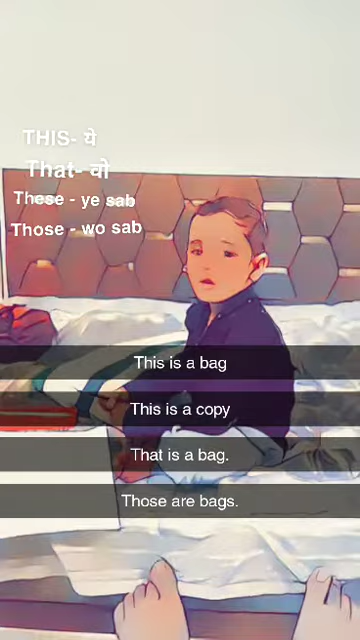 THIS- ये
That- वो
These - ye sab
Those - wo sab
This is a bag
This is a copy
That is a bag.
Those are bags.